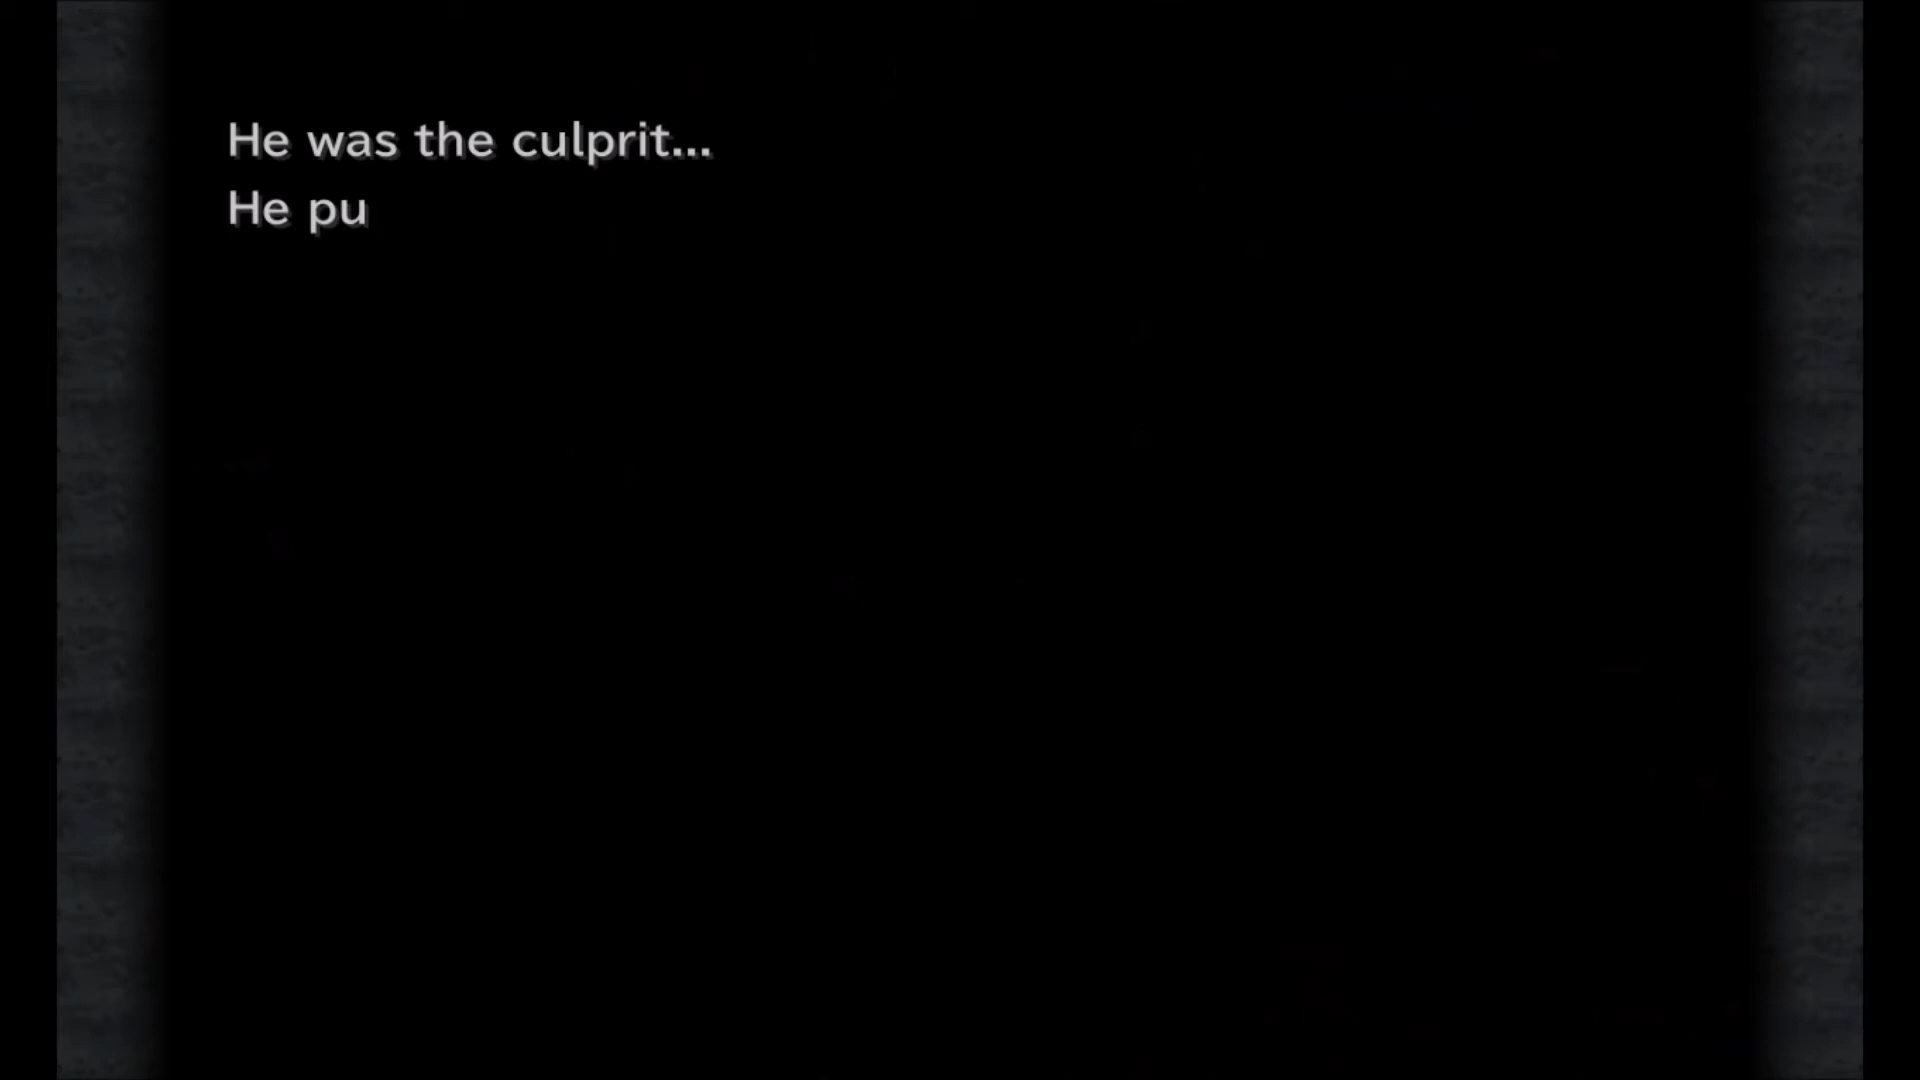 He was the culprit...
He pu